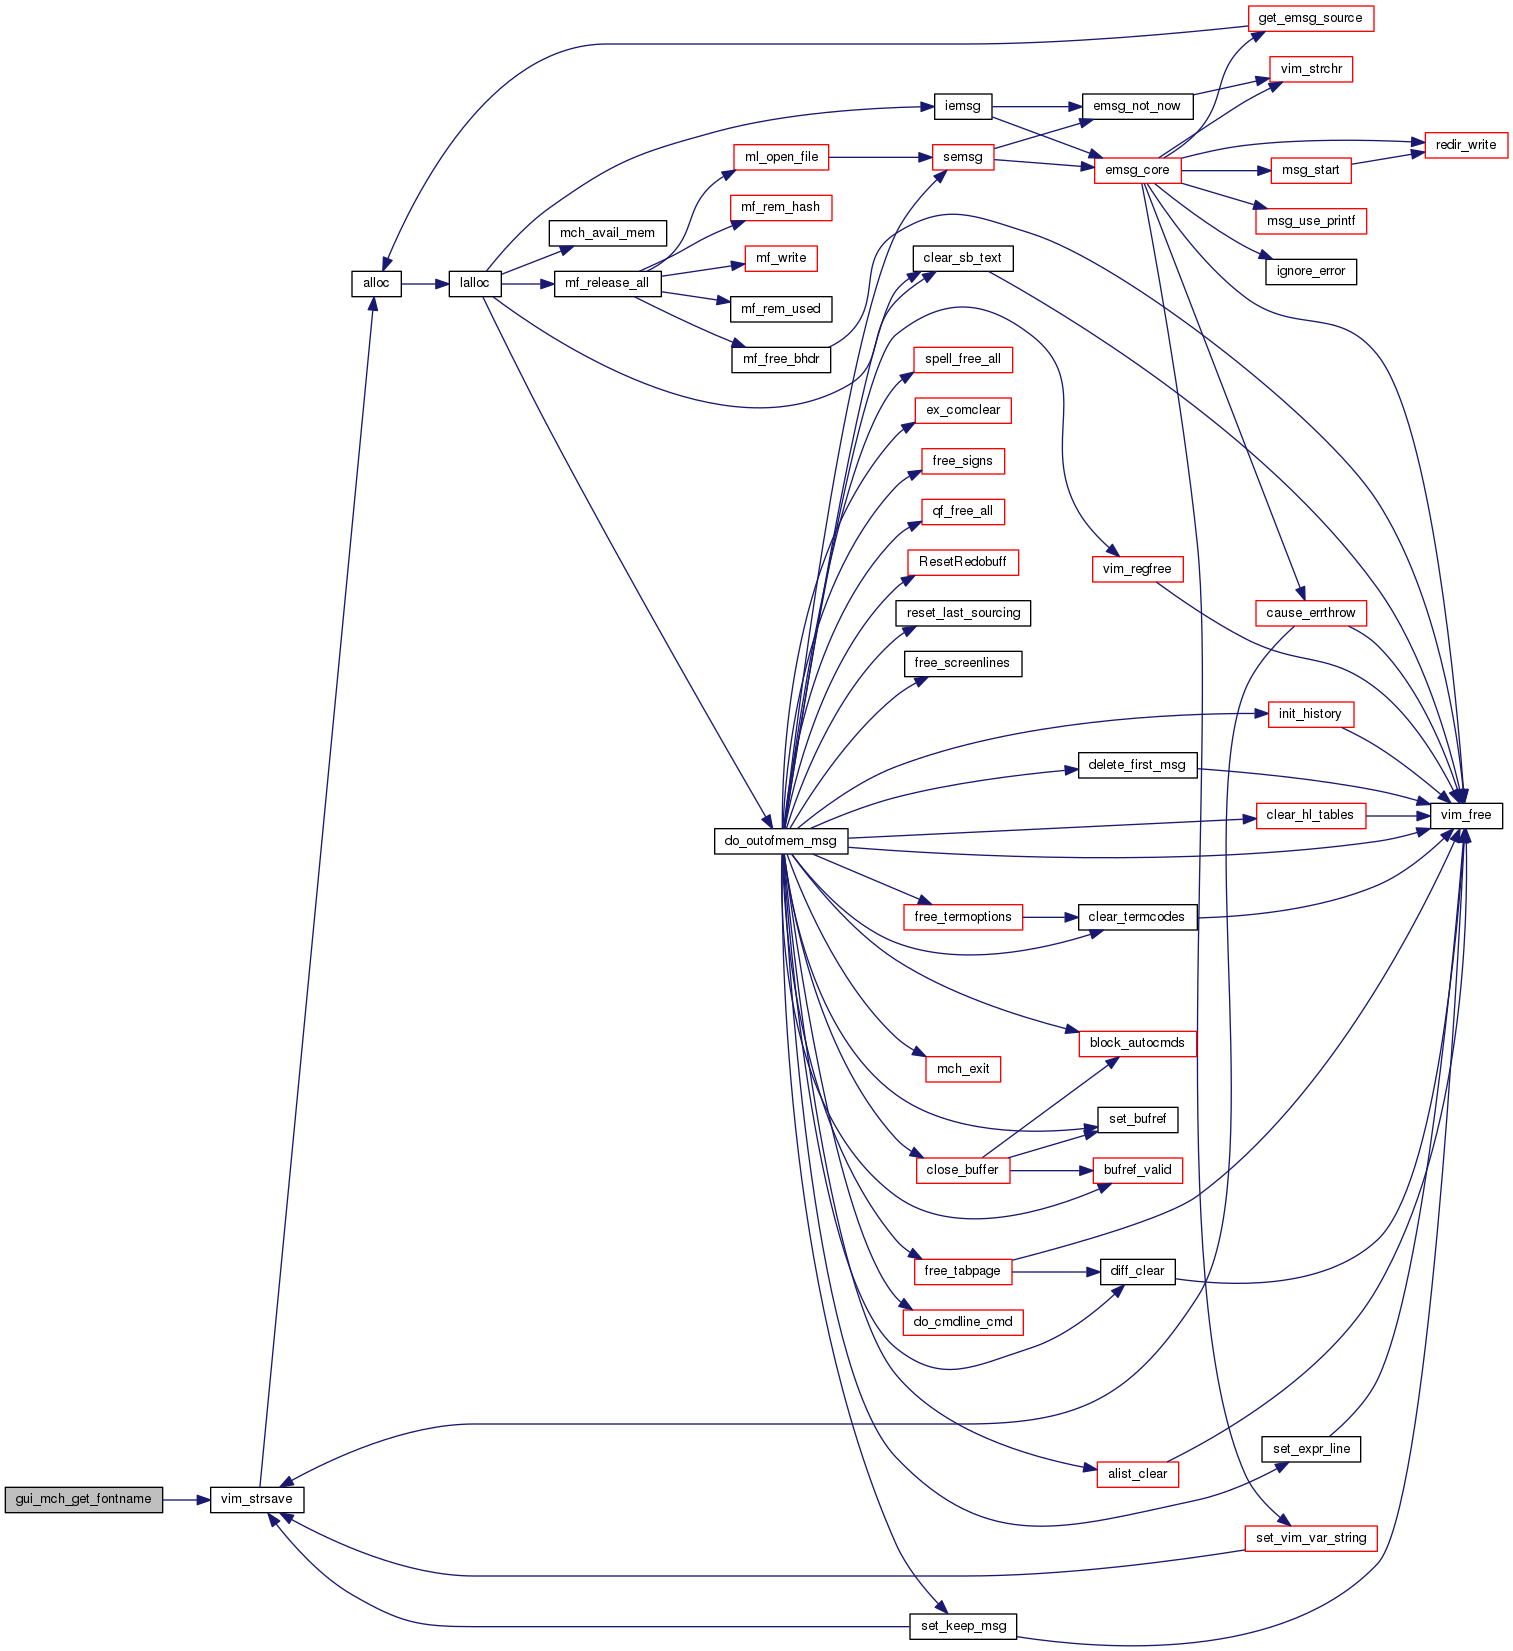 get_emsg_source
vim_strchr
iemsg
emsg_not_now
redir_write
ml_open_file
semsg
emsg_core
msg_start
mf_rem_hash
msg_use_printf
mch_avail_mem
mf_write
clear_sb_text
ignore_error
alloc
lalloc
mf_release_all
mf_rem_used
mf_free_bhdr
spell_free_all
ex_comclear
free_signs
qf_free_all
ResetRedobuff
vim_regfree
reset_last_sourcing
cause_errthrow
free_screenlines
init_history
delete_first_msg
clear_hl_tables
vim_free
do_outofmem_msg
free_termoptions
clear_termcodes
block_autocmds
mch_exit
set_bufref
close_buffer
bufref_valid
free_tabpage
diff_clear
do_cmdline_cmd
set_expr_line
alist_clear
gui_mch_get_fontname
vim_strsave
set_vim_var_string
set_keep_msg